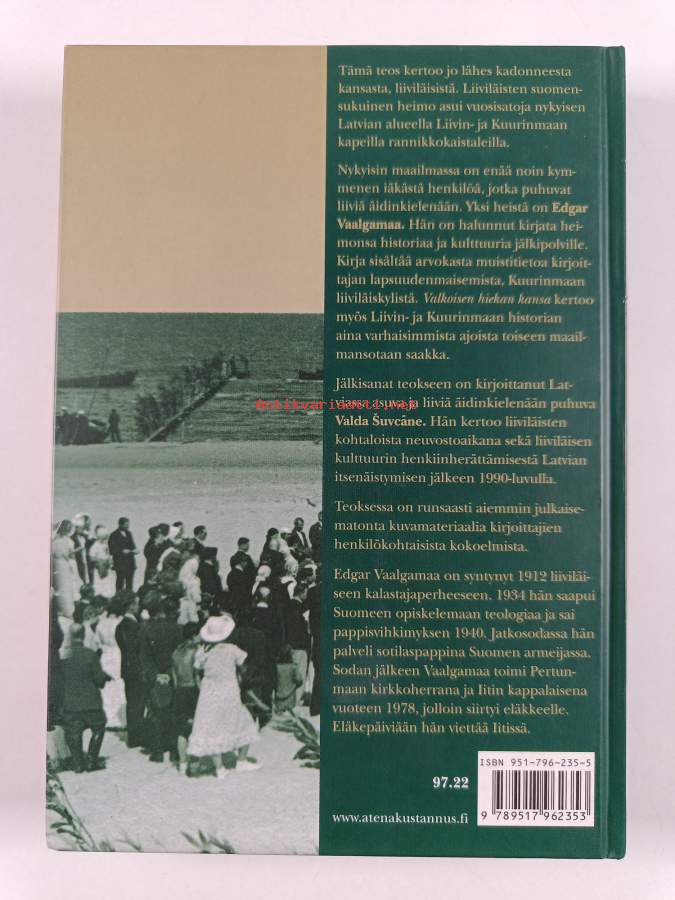 Tämä teos kertoo jo lähes kadonneesta
kansasta, liiviläisistä. Liiviläisten suomen-
sukuinen heimo asui vuosisatoja nykyisen
Latvian alueella Liivin- ja Kuurinmaan
kapeilla rannikkokaistaleilla.
Nykyisin maailmassa on enää noin kym-
menen iäkästä henkilöä, jotka puhuvat
liiviä äidinkielenään. Yksi heistä on Edgar
Vaalgamaa. Hän on halunnut kirjata hei-
monsa historiaa ja kulttuuria jälkipolville.
Kirja sisältää arvokasta muistitietoa kirjoit-
tajan lapsuudenmaisemista, Kuurinmaan
liiviläiskylistä. Valkoisen hiekan kansa kertoo
myös Liivin- ja Kuurinmaan historian
aina varhaisimmista ajoista toiseen maail-
mansotaan saakka.
Jälkisanat teokseen on kirjoittanut Lat-
viassa asuva ja liiviä äidinkielenään puhuva
Antikvariaatti.net
Valda Šuvcāne. Hän kertoo liiviläisten
kohtaloista neuvostoaikana sekä liiviläisen
kulttuurin henkiinherättämisestä Latvian
itsenäistymisen jälkeen 1990-luvulla.
Teoksessa on runsaasti aiemmin julkaise-
matonta kuvamateriaalia kirjoittajien
henkilökohtaisista kokoelmista.
Edgar Vaalgamaa on syntynyt 1912 liiviläi-
seen kalastajaperheeseen. 1934 hän saapui
Suomeen opiskelemaan teologiaa ja sai
pappisvihkimyksen 1940. Jatkosodassa hän
palveli sotilaspappina Suomen armeijassa.
Sodan jälkeen Vaalgamaa toimi Pertun-
maan kirkkoherrana ja Iitin kappalaisena
vuoteen 1978, jolloin siirtyi eläkkeelle.
Eläkepäiviään hän viettää Iitissä.
ISBN 951-796-235-5
97.22
www.atenakustannus.fi
9 789517 962353